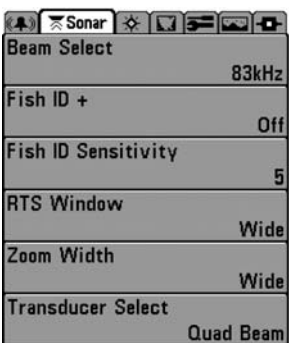 Sonar
Beam Select
83kHz
Fish ID +
Off
Fish ID Sensitivity
5
RTS Window
Wide
Zoom Width
Wide
Transducer Select
Quad Beam